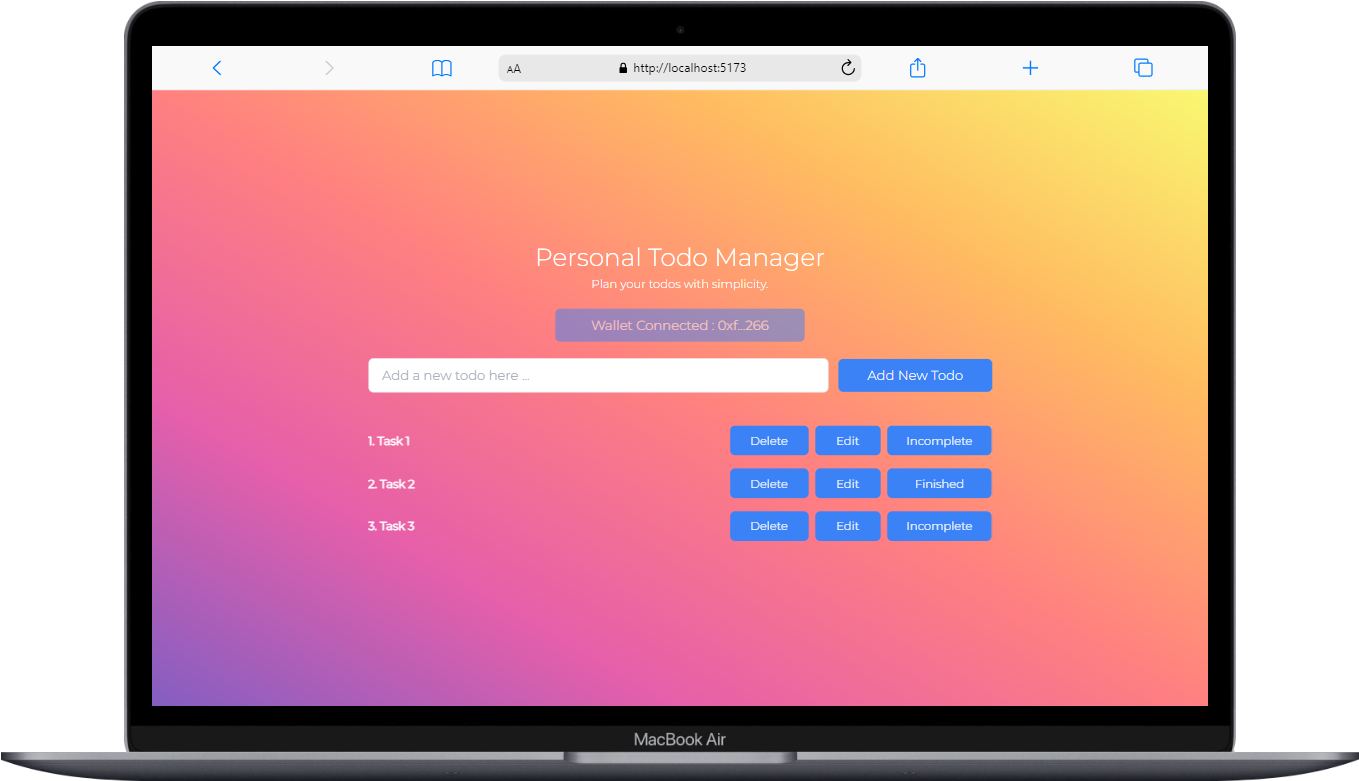 AA http://localhost:5173
Personal Todo Manager
Plan your todos with simplicity.
Wallet Connected : 0xf...266
Add a new todo here ... Add New Todo
1. Task 1 Delete Edit Incomplete
2. Task 2 Delete Edit Finished
3. Task 3 Delete Edit Incomplete
MacBook Air